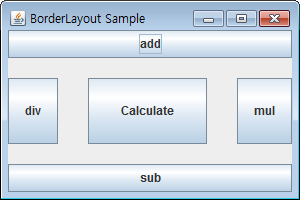 BorderLayout Sample
add
div Calculate mul
sub